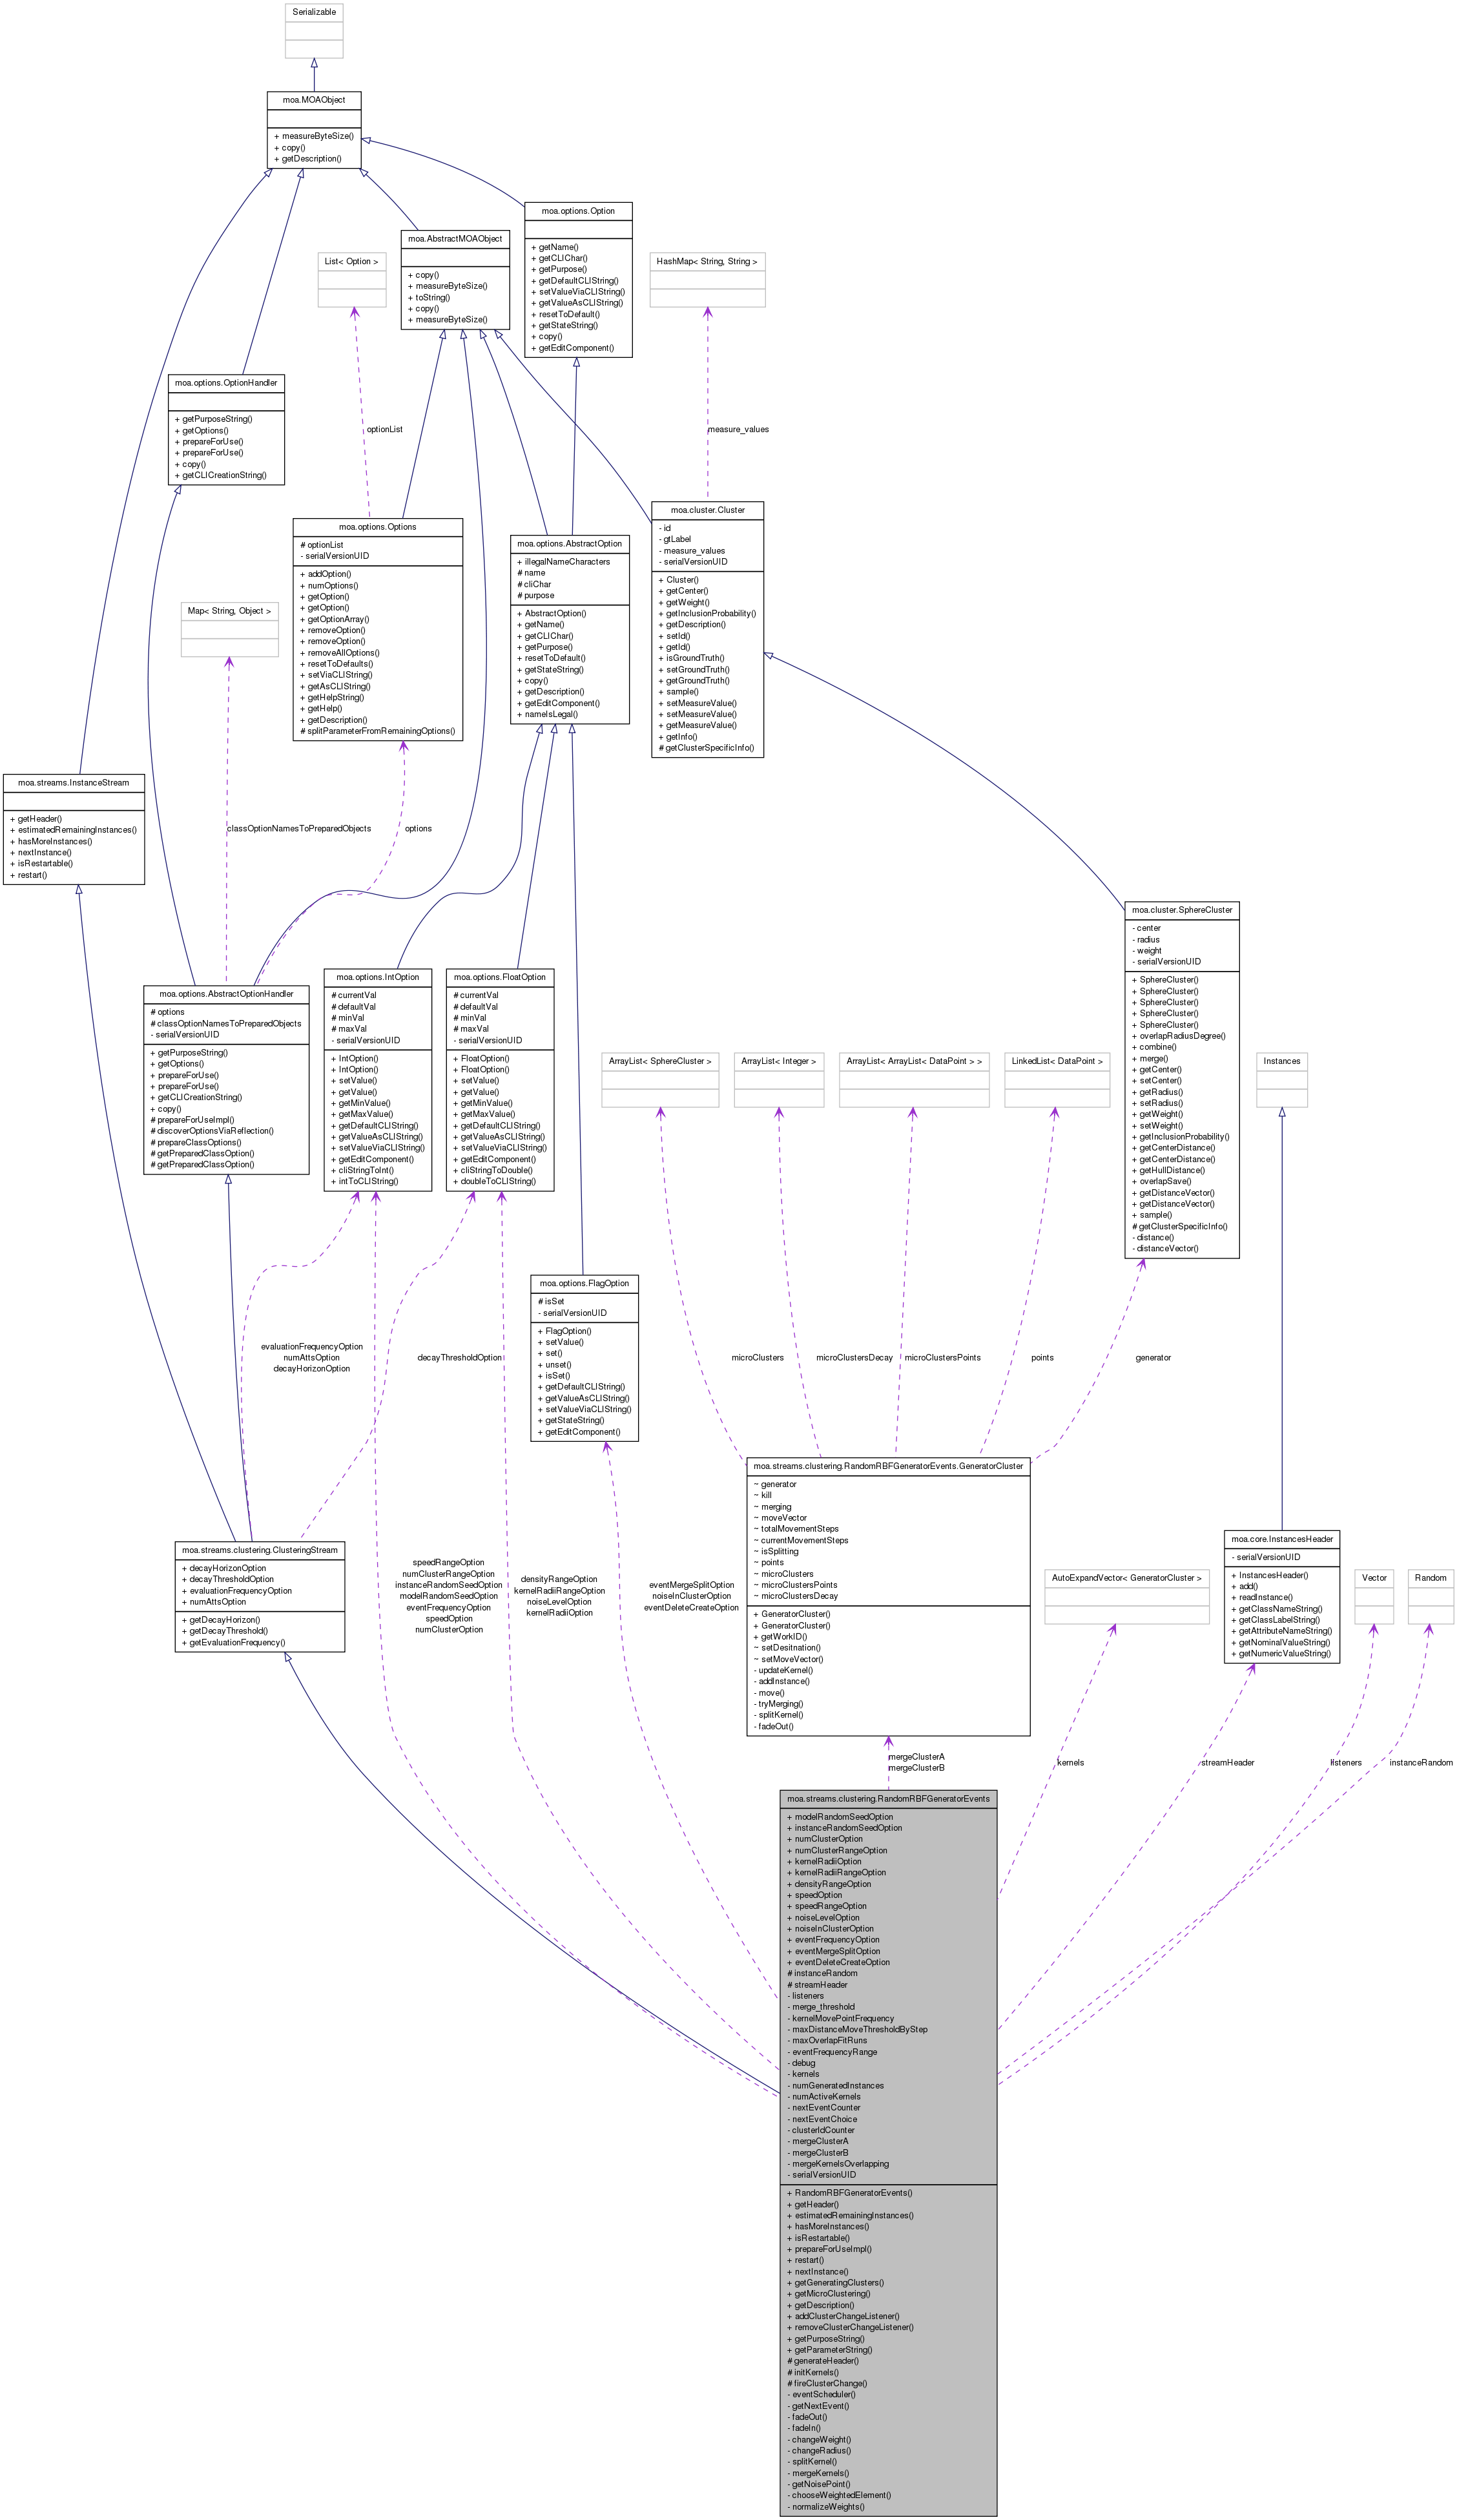 Serializable
moa.MOAObject
+ measureByteSize()
+ copy()
+ getDescription()
moa.options.Option
+ getName()
+ getCLIChar()
+ getPurpose()
+ getDefaultCLIString()
+ setValueViaCLIString()
+ getValueAsCLIString()
+ resetToDefault()
+ getStateString()
+ copy()
+ getEditComponent()
moa.AbstractMOAObject
+ copy()
+ measureByteSize()
+ toString()
+ copy()
+ measureByteSize()
List< Option >
HashMap< String, String >
moa.options.OptionHandler
+ getPurposeString()
+ getOptions()
+ prepareForUse()
+ prepareForUse()
+ copy()
+ getCLICreationString()
optionList
measure_values
moa.options.Options
# optionList
- serialVersionUID
+ addOption()
+ numOptions()
+ getOption()
+ getOption()
+ getOptionArray()
+ removeOption()
+ removeOption()
+ removeAllOptions()
+ resetToDefaults()
+ setViaCLIString()
+ getAsCLIString()
+ getHelpString()
+ getHelp()
+ getDescription()
# splitParameterFromRemainingOptions()
moa.options.AbstractOption
+ illegalNameCharacters
# name
# cliChar
# purpose
+ AbstractOption()
+ getName()
+ getCLIChar()
+ getPurpose()
+ resetToDefault()
+ getStateString()
+ copy()
+ getDescription()
+ getEditComponent()
+ nameIsLegal()
moa.cluster.Cluster
- id
- gtLabel
- measure_values
- serialVersionUID
+ Cluster()
+ getCenter()
+ getWeight()
+ getInclusionProbability()
+ getDescription()
+ setId()
+ getId()
+ isGroundTruth()
+ setGroundTruth()
+ getGroundTruth()
+ sample()
+ setMeasureValue()
+ setMeasureValue()
+ getMeasureValue()
+ getInfo()
# getClusterSpecificInfo()
Map< String, Object >
moa.streams.InstanceStream
+ getHeader()
+ estimatedRemainingInstances()
+ hasMoreInstances()
+ nextInstance()
+ isRestartable()
+ restart()
classOptionNamesToPreparedObjects
options
moa.cluster.SphereCluster
- center
- radius
- weight
- serialVersionUID
+ SphereCluster()
+ SphereCluster()
+ SphereCluster()
+ SphereCluster()
+ SphereCluster()
+ overlapRadiusDegree()
+ combine()
+ merge()
+ getCenter()
+ setCenter()
+ getRadius()
+ setRadius()
+ getWeight()
+ setWeight()
+ getInclusionProbability()
+ getCenterDistance()
+ getCenterDistance()
+ getHullDistance()
+ overlapSave()
+ getDistanceVector()
+ getDistanceVector()
+ sample()
# getClusterSpecificInfo()
- distance()
- distanceVector()
moa.options.AbstractOptionHandler
# options
# classOptionNamesToPreparedObjects
- serialVersionUID
+ getPurposeString()
+ getOptions()
+ prepareForUse()
+ prepareForUse()
+ getCLICreationString()
+ copy()
# prepareForUseImpl()
# discoverOptionsViaReflection()
# prepareClassOptions()
# getPreparedClassOption()
# getPreparedClassOption()
moa.options.IntOption
# currentVal
# defaultVal
# minVal
# maxVal
- serialVersionUID
+ IntOption()
+ IntOption()
+ setValue()
+ getValue()
+ getMinValue()
+ getMaxValue()
+ getDefaultCLIString()
+ getValueAsCLIString()
+ setValueViaCLIString()
+ getEditComponent()
+ cliStringToInt()
+ intToCLIString()
moa.options.FloatOption
# currentVal
# defaultVal
# minVal
# maxVal
- serialVersionUID
+ FloatOption()
+ FloatOption()
+ setValue()
+ getValue()
+ getMinValue()
+ getMaxValue()
+ getDefaultCLIString()
+ getValueAsCLIString()
+ setValueViaCLIString()
+ getEditComponent()
+ cliStringToDouble()
+ doubleToCLIString()
ArrayList< SphereCluster >
ArrayList< Integer >
ArrayList< ArrayList< DataPoint > >
LinkedList< DataPoint >
Instances
moa.options.FlagOption
# isSet
- serialVersionUID
+ FlagOption()
+ setValue()
+ set()
+ unset()
+ isSet()
+ getDefaultCLIString()
+ getValueAsCLIString()
+ setValueViaCLIString()
+ getStateString()
+ getEditComponent()
evaluationFrequencyOption
numAttsOption
decayHorizonOption
decayThresholdOption
microClusters
microClustersDecay
microClustersPoints
points
generator
moa.streams.clustering.RandomRBFGeneratorEvents.GeneratorCluster
~ generator
~ kill
~ merging
~ moveVector
~ totalMovementSteps
~ currentMovementSteps
~ isSplitting
~ points
~ microClusters
~ microClustersPoints
~ microClustersDecay
+ GeneratorCluster()
+ GeneratorCluster()
+ getWorkID()
~ setDesitnation()
~ setMoveVector()
- updateKernel()
- addInstance()
- move()
- tryMerging()
- splitKernel()
- fadeOut()
moa.streams.clustering.ClusteringStream
+ decayHorizonOption
+ decayThresholdOption
+ evaluationFrequencyOption
+ numAttsOption
+ getDecayHorizon()
+ getDecayThreshold()
+ getEvaluationFrequency()
speedRangeOption
numClusterRangeOption
instanceRandomSeedOption
modelRandomSeedOption
eventFrequencyOption
speedOption
numClusterOption
densityRangeOption
kernelRadiiRangeOption
noiseLevelOption
kernelRadiiOption
eventMergeSplitOption
noiseInClusterOption
eventDeleteCreateOption
AutoExpandVector< GeneratorCluster >
moa.core.InstancesHeader
- serialVersionUID
+ InstancesHeader()
+ add()
+ readInstance()
+ getClassNameString()
+ getClassLabelString()
+ getAttributeNameString()
+ getNominalValueString()
+ getNumericValueString()
Vector
Random
mergeClusterA
mergeClusterB
kernels
streamHeader
listeners
instanceRandom
moa.streams.clustering.RandomRBFGeneratorEvents
+ modelRandomSeedOption
+ instanceRandomSeedOption
+ numClusterOption
+ numClusterRangeOption
+ kernelRadiiOption
+ kernelRadiiRangeOption
+ densityRangeOption
+ speedOption
+ speedRangeOption
+ noiseLevelOption
+ noiseInClusterOption
+ eventFrequencyOption
+ eventMergeSplitOption
+ eventDeleteCreateOption
# instanceRandom
# streamHeader
- listeners
- merge_threshold
- kernelMovePointFrequency
- maxDistanceMoveThresholdByStep
- maxOverlapFitRuns
- eventFrequencyRange
- debug
- kernels
- numGeneratedInstances
- numActiveKernels
- nextEventCounter
- nextEventChoice
- clusterIdCounter
- mergeClusterA
- mergeClusterB
- mergeKernelsOverlapping
- serialVersionUID
+ RandomRBFGeneratorEvents()
+ getHeader()
+ estimatedRemainingInstances()
+ hasMoreInstances()
+ isRestartable()
+ prepareForUseImpl()
+ restart()
+ nextInstance()
+ getGeneratingClusters()
+ getMicroClustering()
+ getDescription()
+ addClusterChangeListener()
+ removeClusterChangeListener()
+ getPurposeString()
+ getParameterString()
# generateHeader()
# initKernels()
# fireClusterChange()
- eventScheduler()
- getNextEvent()
- fadeOut()
- fadeIn()
- changeWeight()
- changeRadius()
- splitKernel()
- mergeKernels()
- getNoisePoint()
- chooseWeightedElement()
- normalizeWeights()